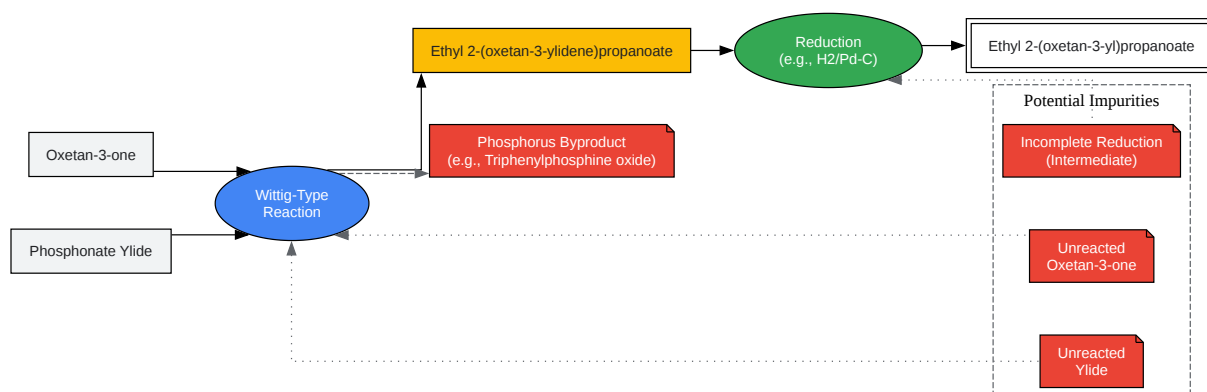 Ethyl 2-(oxetan-3-ylidene)propanoate
Reduction
(e.g., H2/Pd-C)
Ethyl 2-(oxetan-3-yl)propanoate
Potential Impurities
Oxetan-3-one
Phosphorus Byproduct
(e.g., Triphenylphosphine oxide)
Incomplete Reduction
(Intermediate)
Wittig-Type
Reaction
Phosphonate Ylide
Unreacted
Oxetan-3-one
Unreacted
Ylide